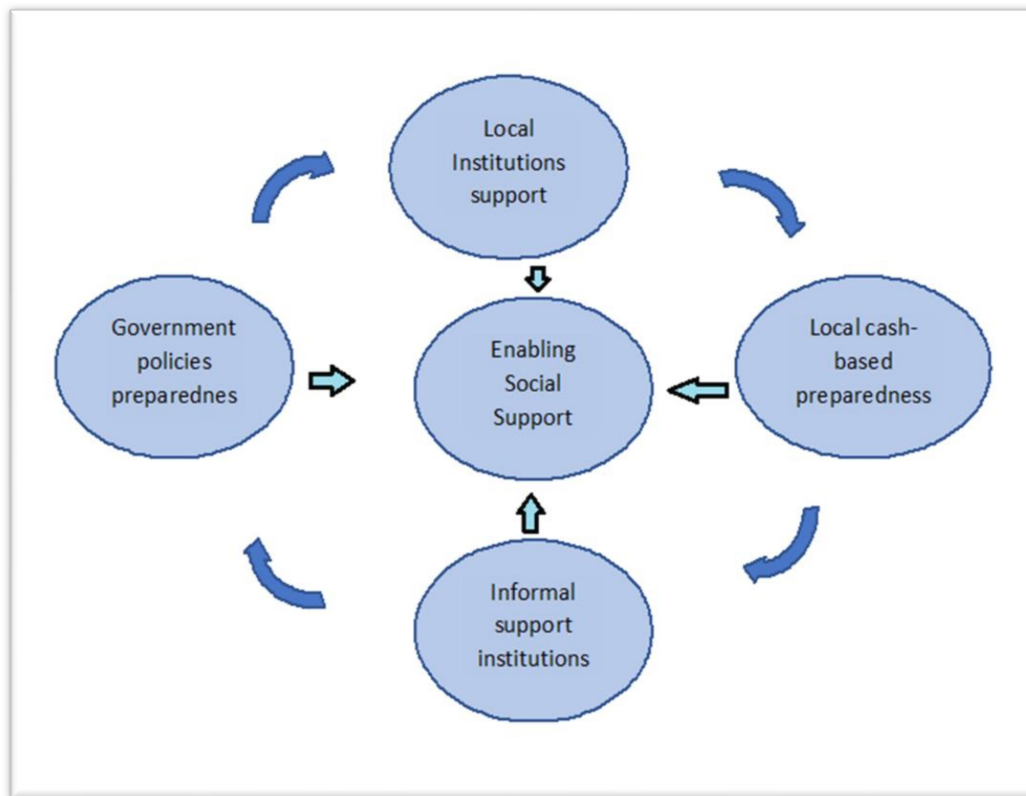 Local
Institutions
support
Government
policies
preparednes
Enabling
Social
Support
Local cash-
based
preparedness
Informal
support
institutions